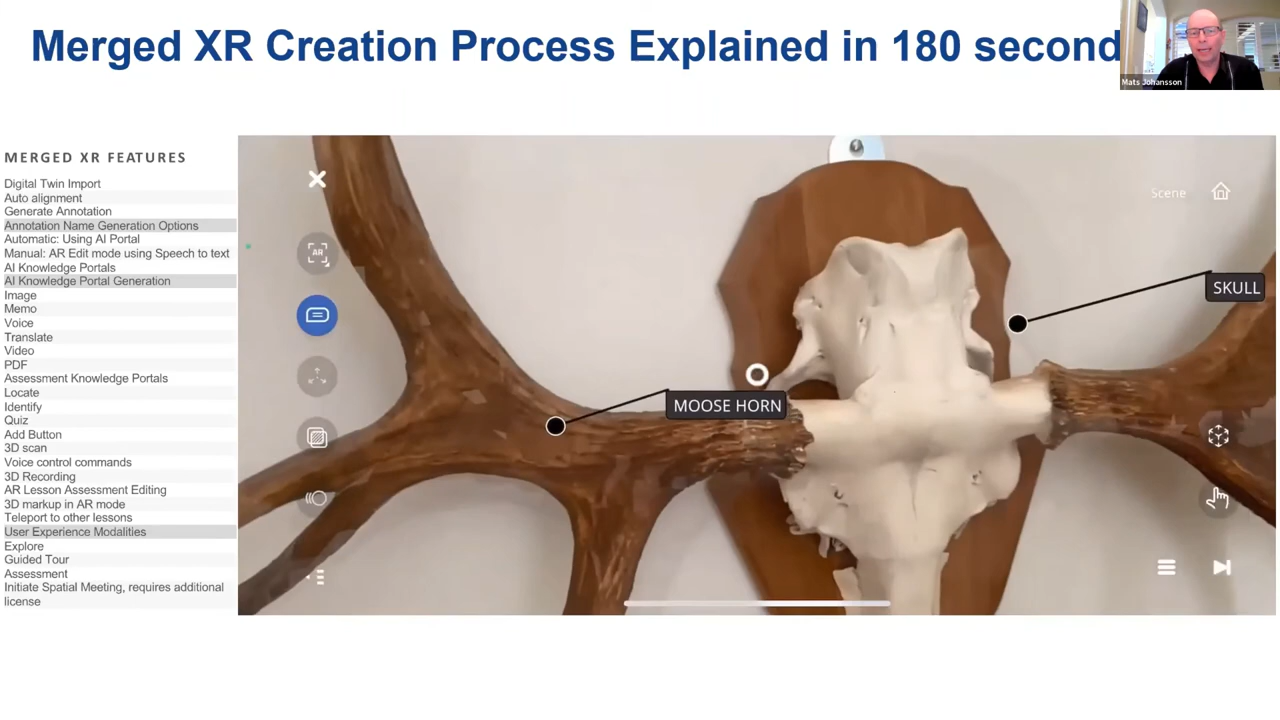 Merged XR Creation Process Explained in 180 second
Mats Johansson
MERGED XR FEATURES
Digital Twin Import
Auto alignment
Generate Annotation
Annotation Name Generation Options
Automatic: Using AI Portal
Manual: AR Edit mode using Speech to text
AI Knowledge Portals
AI Knowledge Portal Generation
Image
Memo
Voice
Translate
Video
PDF
Assessment Knowledge Portals
Locate
Identify
Quiz
Add Button
3D scan
Voice control commands
3D Recording
AR Lesson Assessment Editing
3D markup in AR mode
Teleport to other lessons
User Experience Modalities
Explore
Guided Tour
Assessment
Initiate Spatial Meeting, requires additional
license
Scene
AR
SKULL
MOOSE HORN